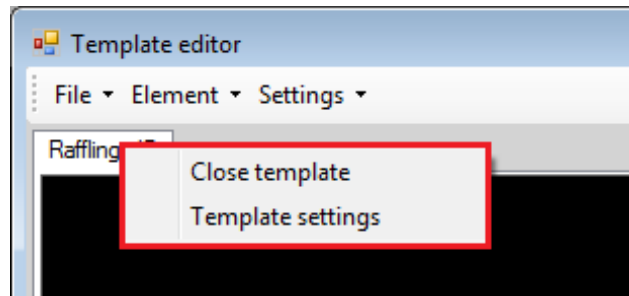 Template editor
File Element Settings
Raffling
Close template
Template settings